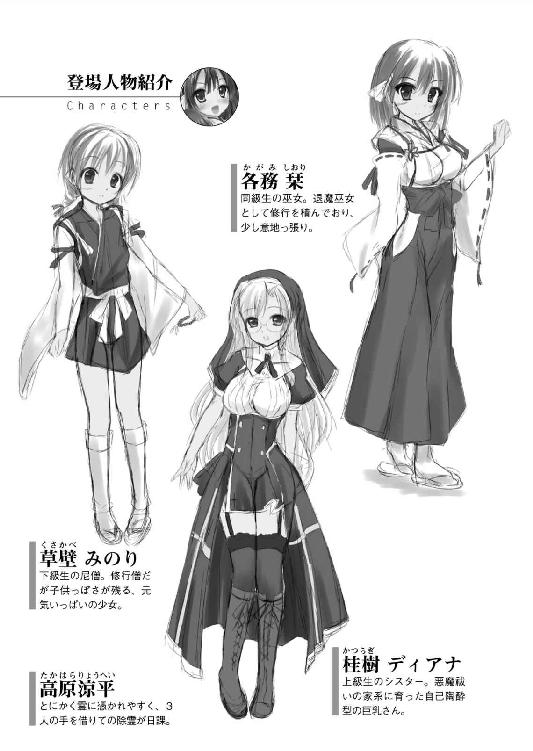 登場人物紹介
Characters
かがみ しおり
各務 栞
同級生の巫女。退魔巫女
として修行を積んでおり、
少し意地っ張り。
くさかべ
草壁 みのり
下級生の尼僧。修行僧だ
が子供っぽさが残る、元
気いっぱいの少女。
かつらぎ
桂樹 ディアナ
上級生のシスター。悪魔祓
いの家系に育った自己陶酔
型の巨乳さん。
たかはらりょうへい
高原涼平
とにかく霊に憑かれやすく、3
人の手を借りての除霊が日課。